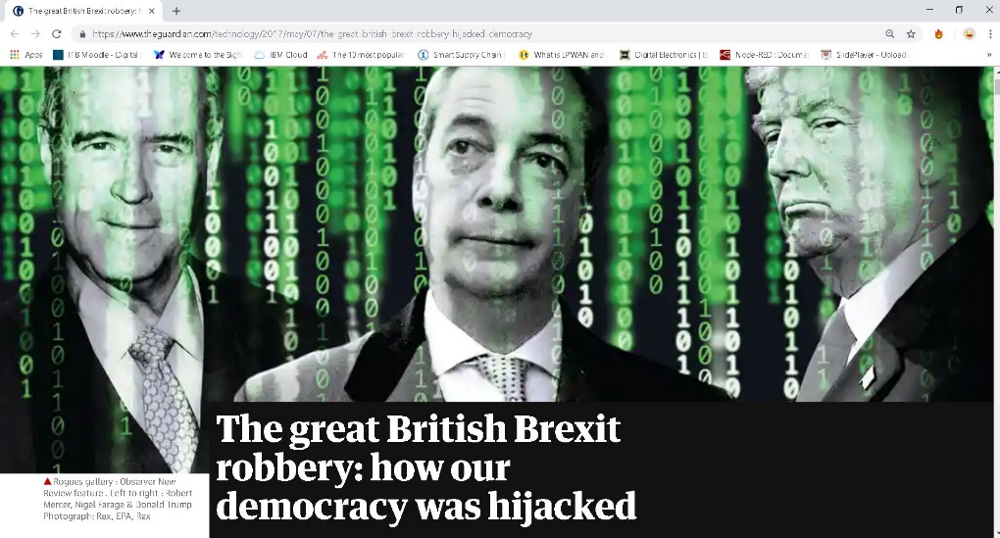 The great British Brexit robbery: h
https://www.theguardian.com/technology/2017/may/07/the-great-british-brexit-robbery-hijacked-democracy
Apps ITB Moodle - Digital Welcome to the Sigfo IBM Cloud The 10 most popular Smart Supply Chain What is LPWAN and Digital Electronics | El Node-RED : Documen SlidePlayer - Upload »
The great British Brexit
robbery: how our
democracy was hijacked
Rogues gallery : Observer New
Review feature . Left to right : Robert
Mercer, Nigel Farage & Donald Trump
Photograph: Rex, EPA, Rex